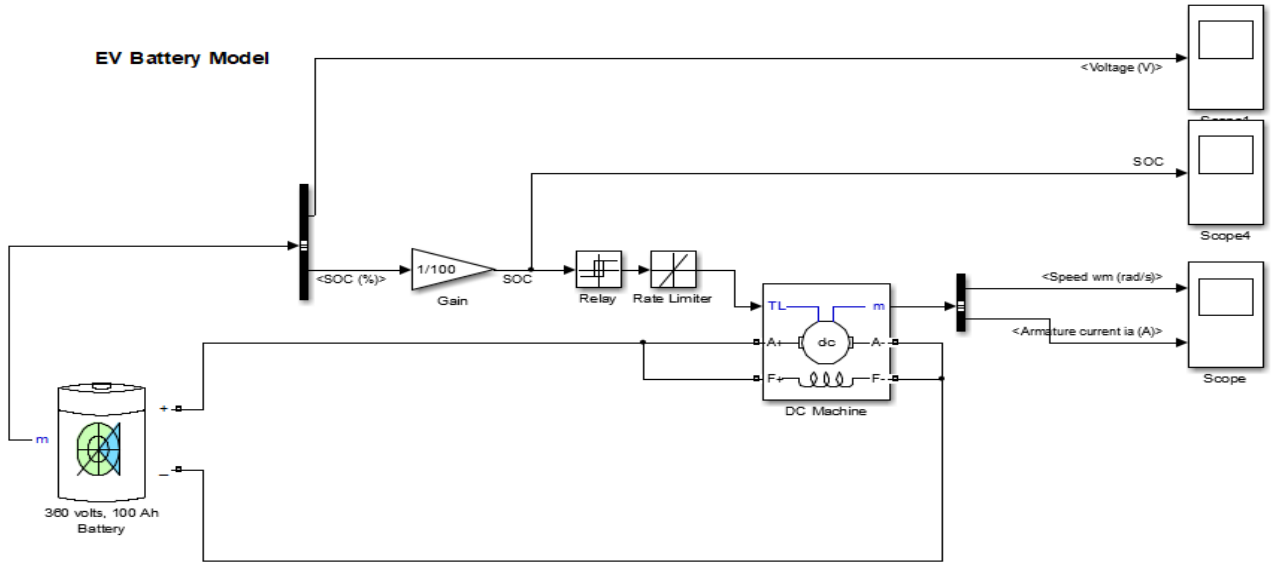 EV Battery Model
<Voltage (V)>
SOC
Scope4
<SOC (%)>
1/100
Gain
SOC
Relay
Rate Limiter
TL
m
A+
dc
A-
F+
F-
DC Machine
<Speed wm (rad/s)>
<Armature current ia (A)>
Scope
m
+
_
360 volts, 100 Ah
Battery